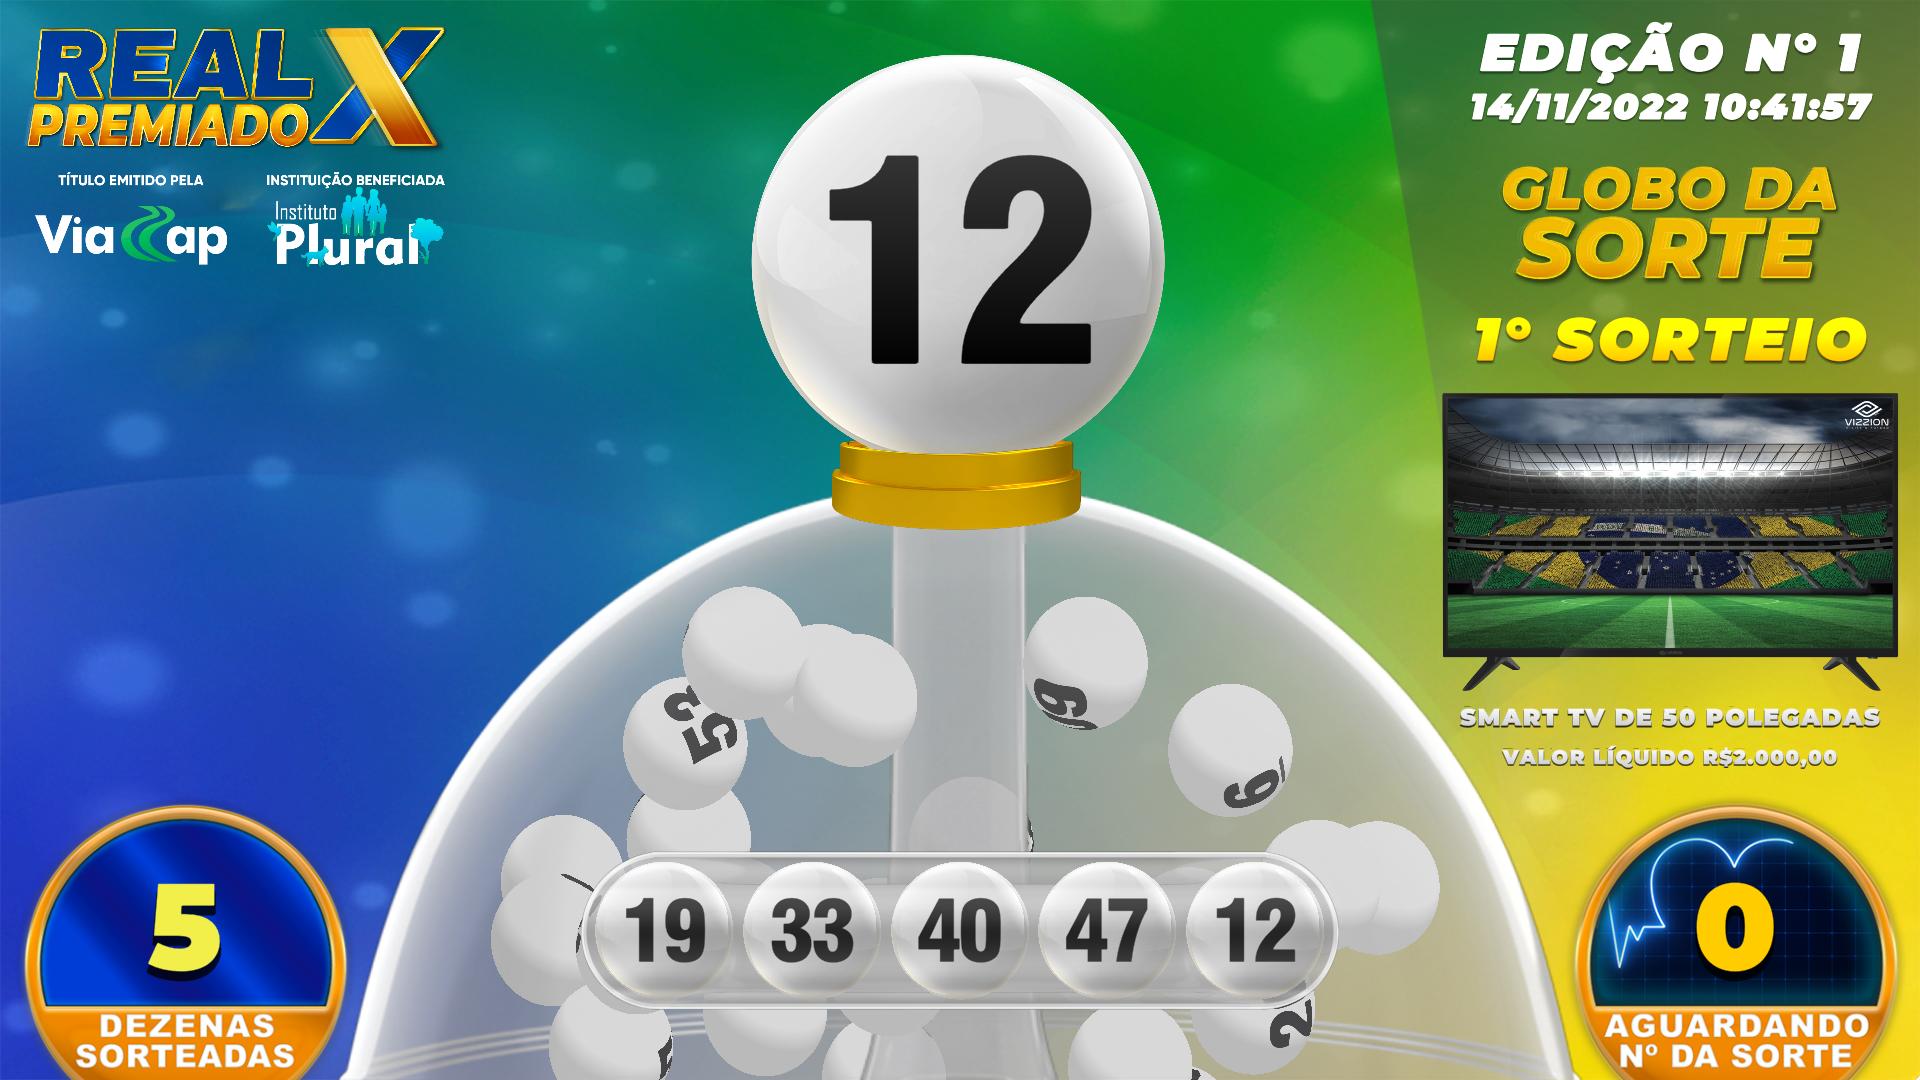 REAL X
PREMIADO
TÍTULO EMITIDO PELA
ViaCap
INSTITUIÇÃO BENEFICIADA
Instituto
Plural
12
EDIÇÃO Nº 1
14/11/2022 10:41:57
GLOBO DA
SORTE
1º SORTEIO
VIZZION
SMART TV DE 50 POLEGADAS
VALOR LÍQUIDO R$2.000,00
53
19 33 40 47 12
5
DEZENAS
SORTEADAS
0
AGUARDANDO
Nº DA SORTE